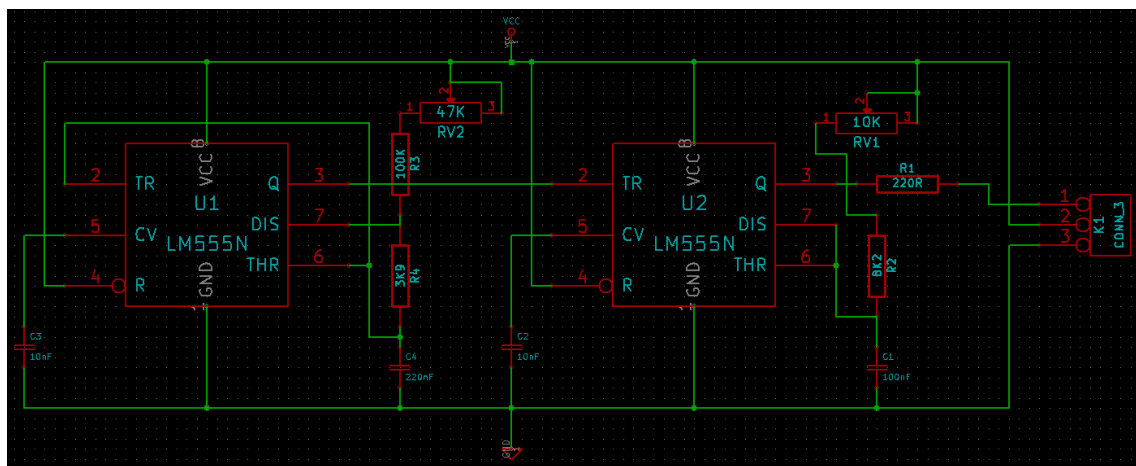 VCC
VCC
1
2
1
47K
3
RV2
100K
R3
2
1
10K
3
RV1
2
TR
5
CV
4
R
8
VCC
U1
LM555N
GND
1
Q
3
DIS
7
THR
6
3K9
R4
2
TR
5
CV
4
R
8
VCC
U2
LM555N
GND
1
Q
3
DIS
7
THR
6
R1
220R
8K2
R2
1
2
3
K1
CONN_3
C3
10nF
C4
220nF
C2
10nF
C1
100nF
GND